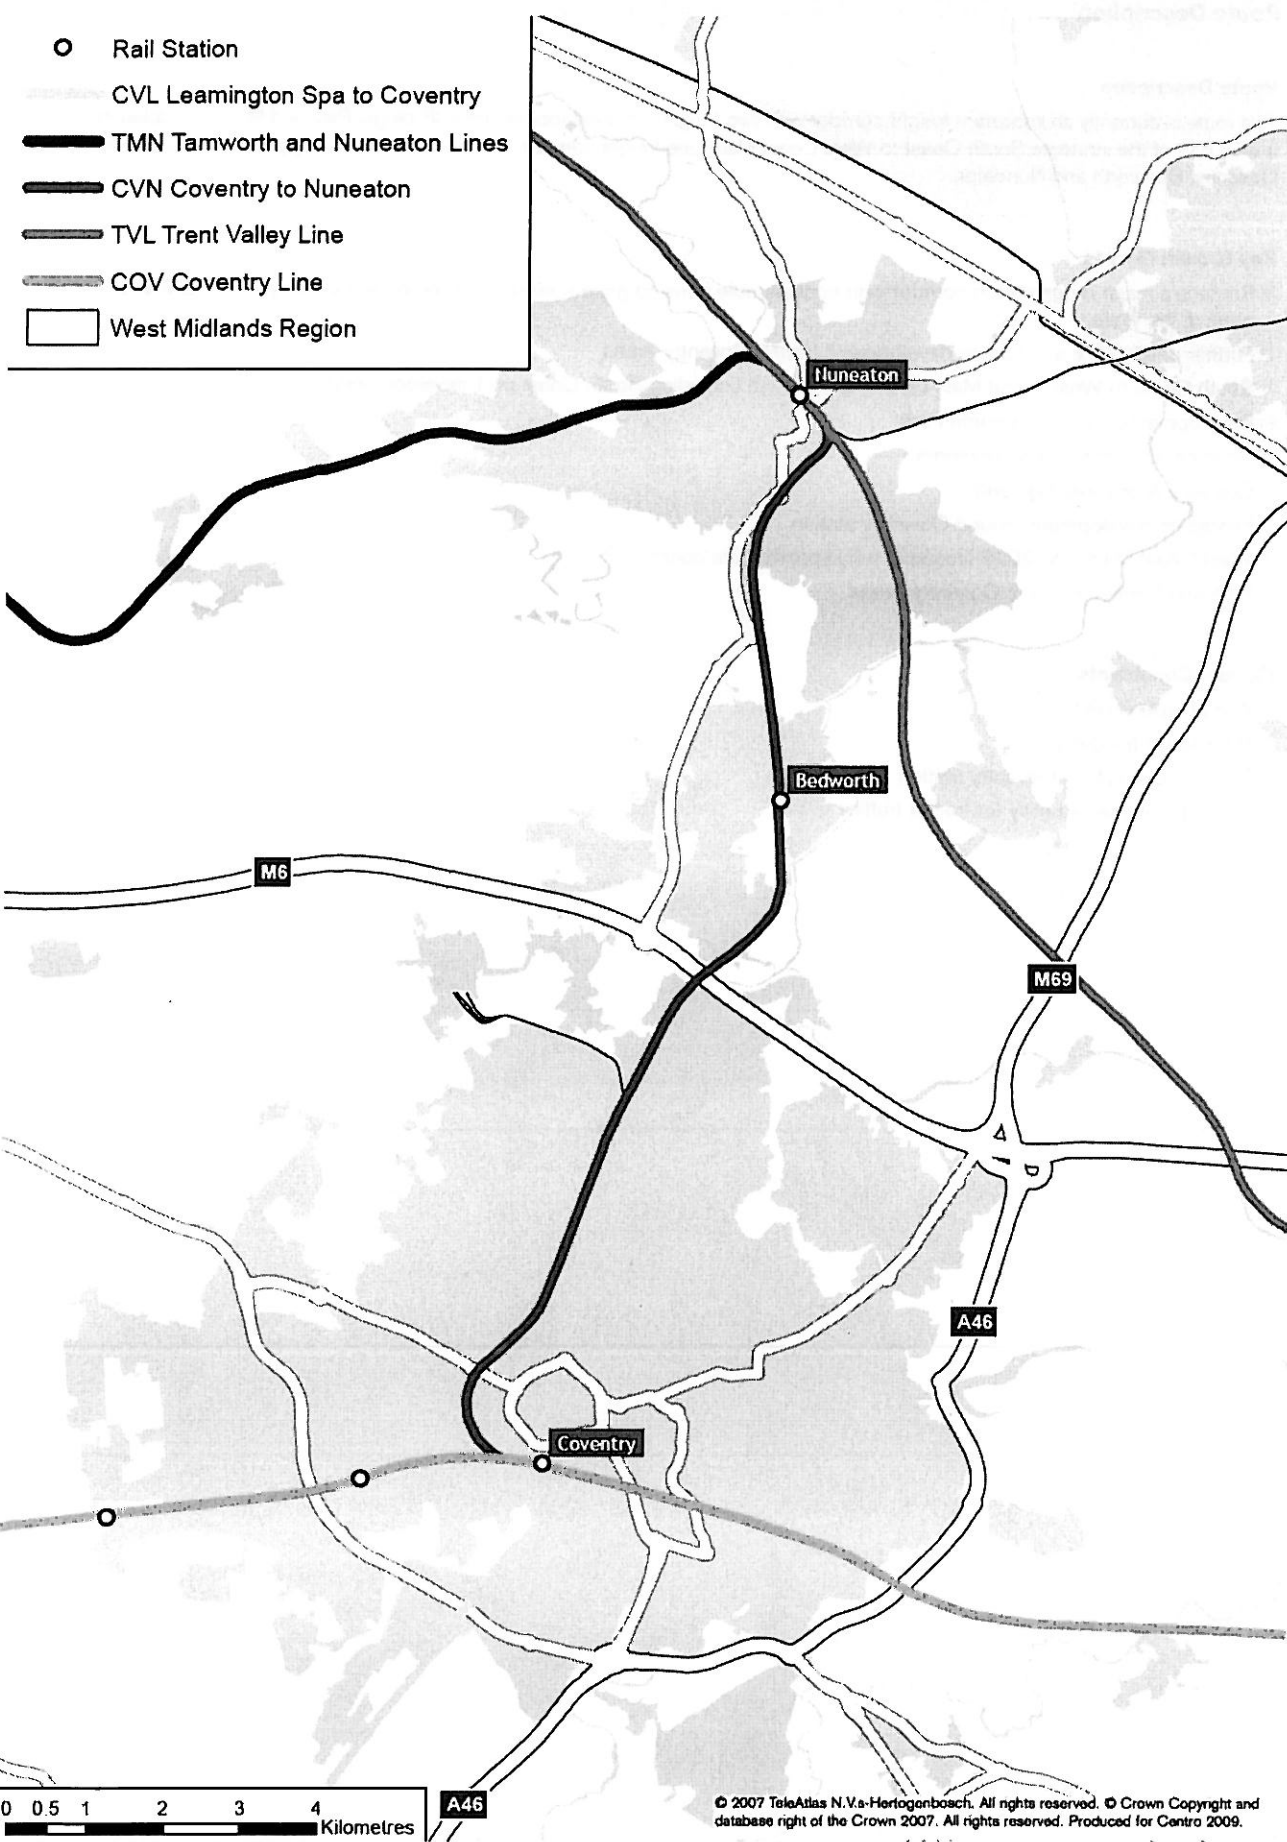 Rail Station
CVL Leamington Spa to Coventry
TMN Tamworth and Nuneaton Lines
CVN Coventry to Nuneaton
TVL Trent Valley Line
COV Coventry Line
West Midlands Region
Nuneaton
Bedworth
M6
M69
A46
Coventry
0 0.5 1 2 3 4
Kilometres
A46
© 2007 TeleAtlas N.V.s-Hertogenbosch. All rights reserved. © Crown Copyright and
database right of the Crown 2007. All rights reserved. Produced for Centro 2009.